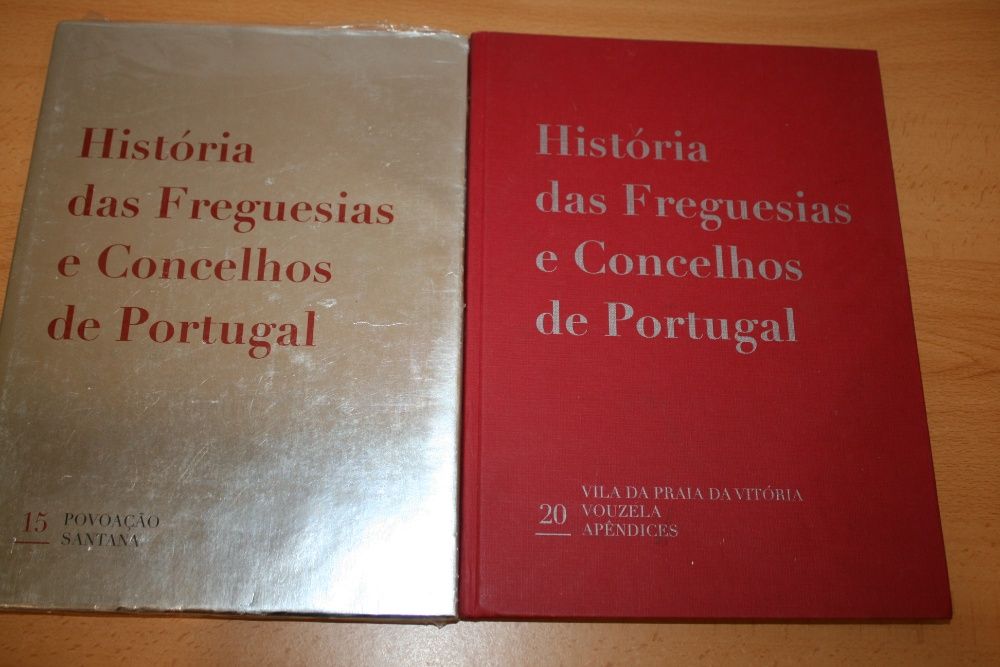 História
das Freguesias
e Concelhos
de Portugal
15
POVOAÇÃO
SANTANA
História
das Freguesias
e Concelhos
de Portugal
20
VILA DA PRAIA DA VITÓRIA
VOUZELA
APÊNDICES